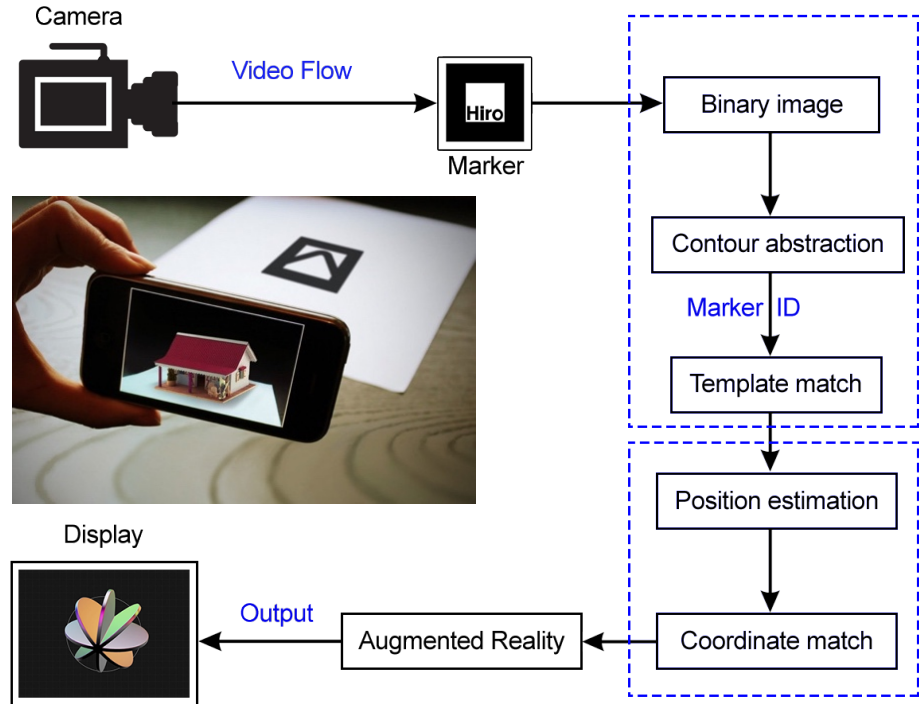 Camera
Video Flow
Hiro
Marker
Binary image
Contour abstraction
Marker ID
Template match
Position estimation
Coordinate match
Augmented Reality
Output
Display